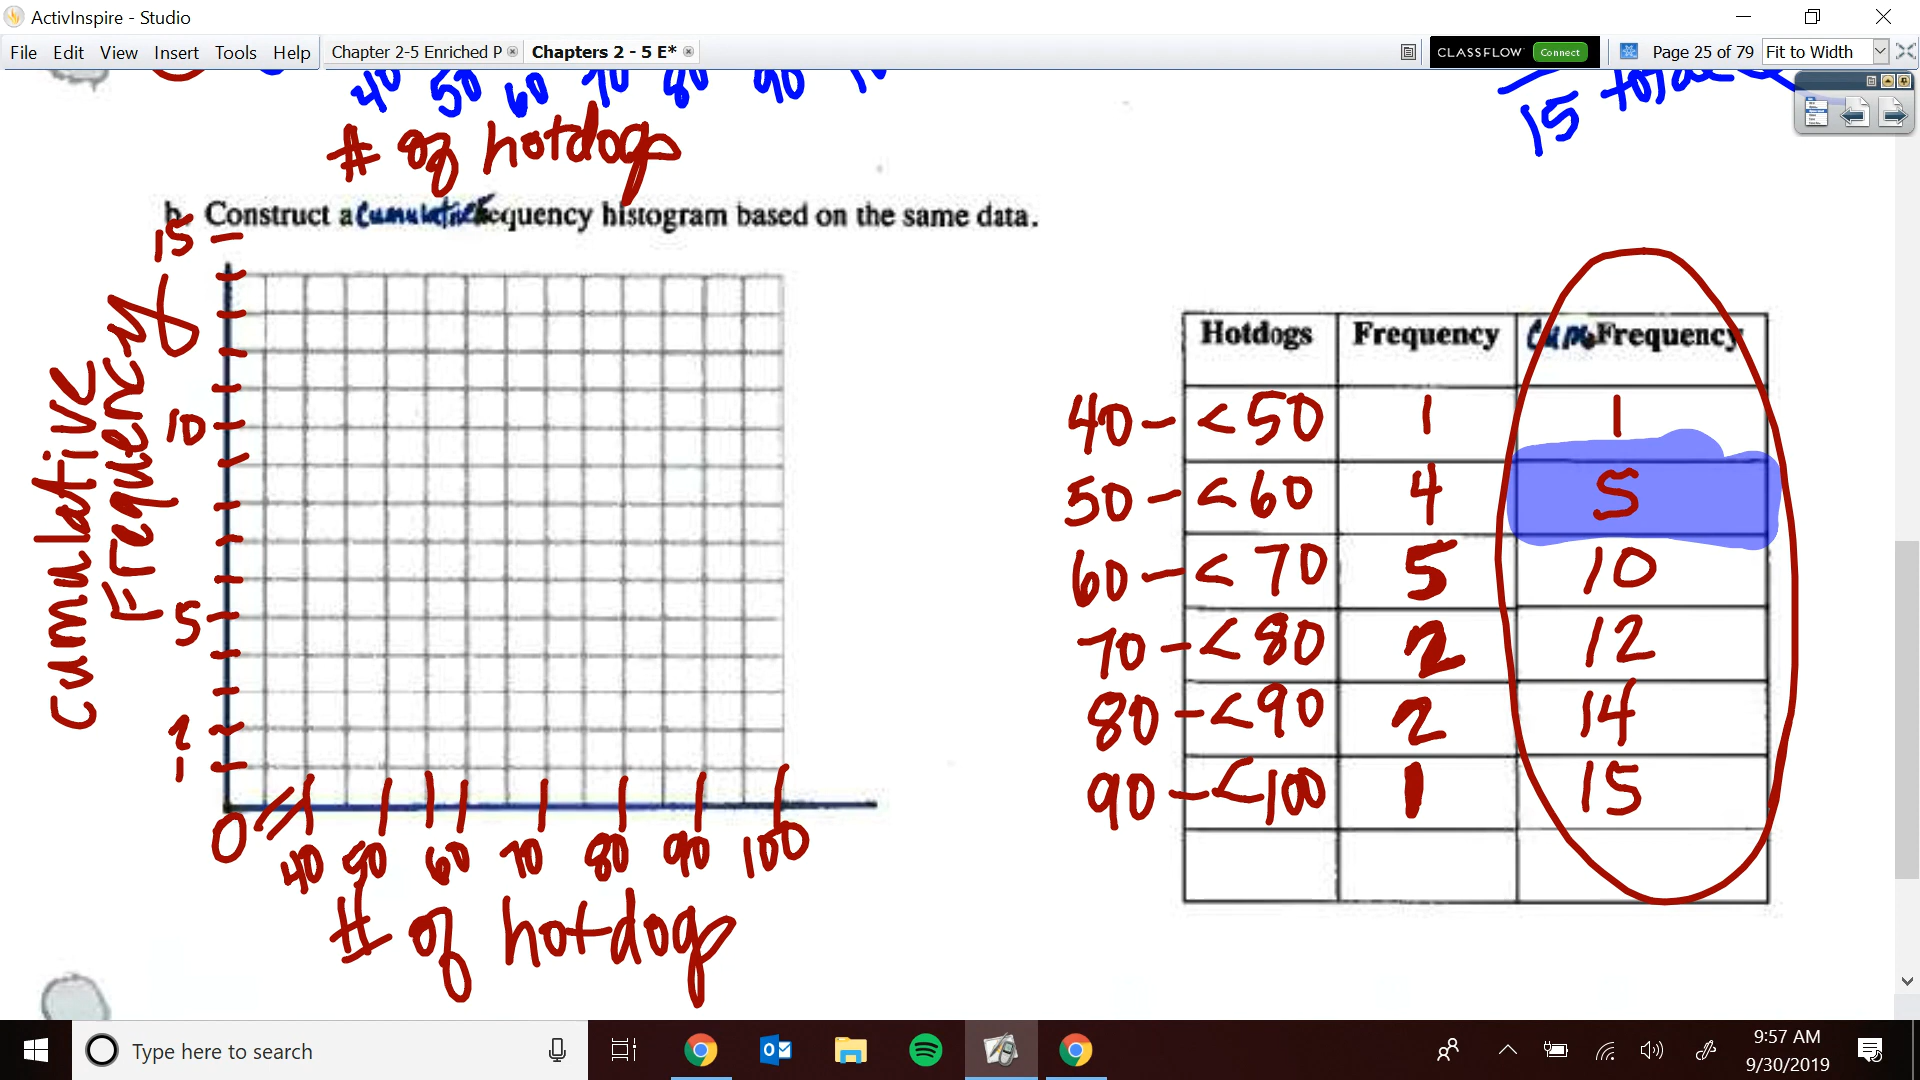 ActivInspire - Studio
File Edit View Insert Tools Help
Chapter 2-5 Enriched P
Chapters 2 - 5 E*
CLASSFLOW Connect
Page 25 of 79 Fit to Width
40 50 60 70 80 90
15 total
# of hotdogs
b. Construct a cumulative frequency histogram based on the same data.
15
10
5
2
1
Cumulative
Frequency
0 40 50 60 70 80 90 100
# of hotdogs
Hotdogs Frequency Cum. Frequency
40 - < 50 1 1
50 - < 60 4 5
60 - < 70 5 10
70 - < 80 2 12
80 - < 90 2 14
90 - < 100 1 15
Type here to search
9:57 AM
9/30/2019